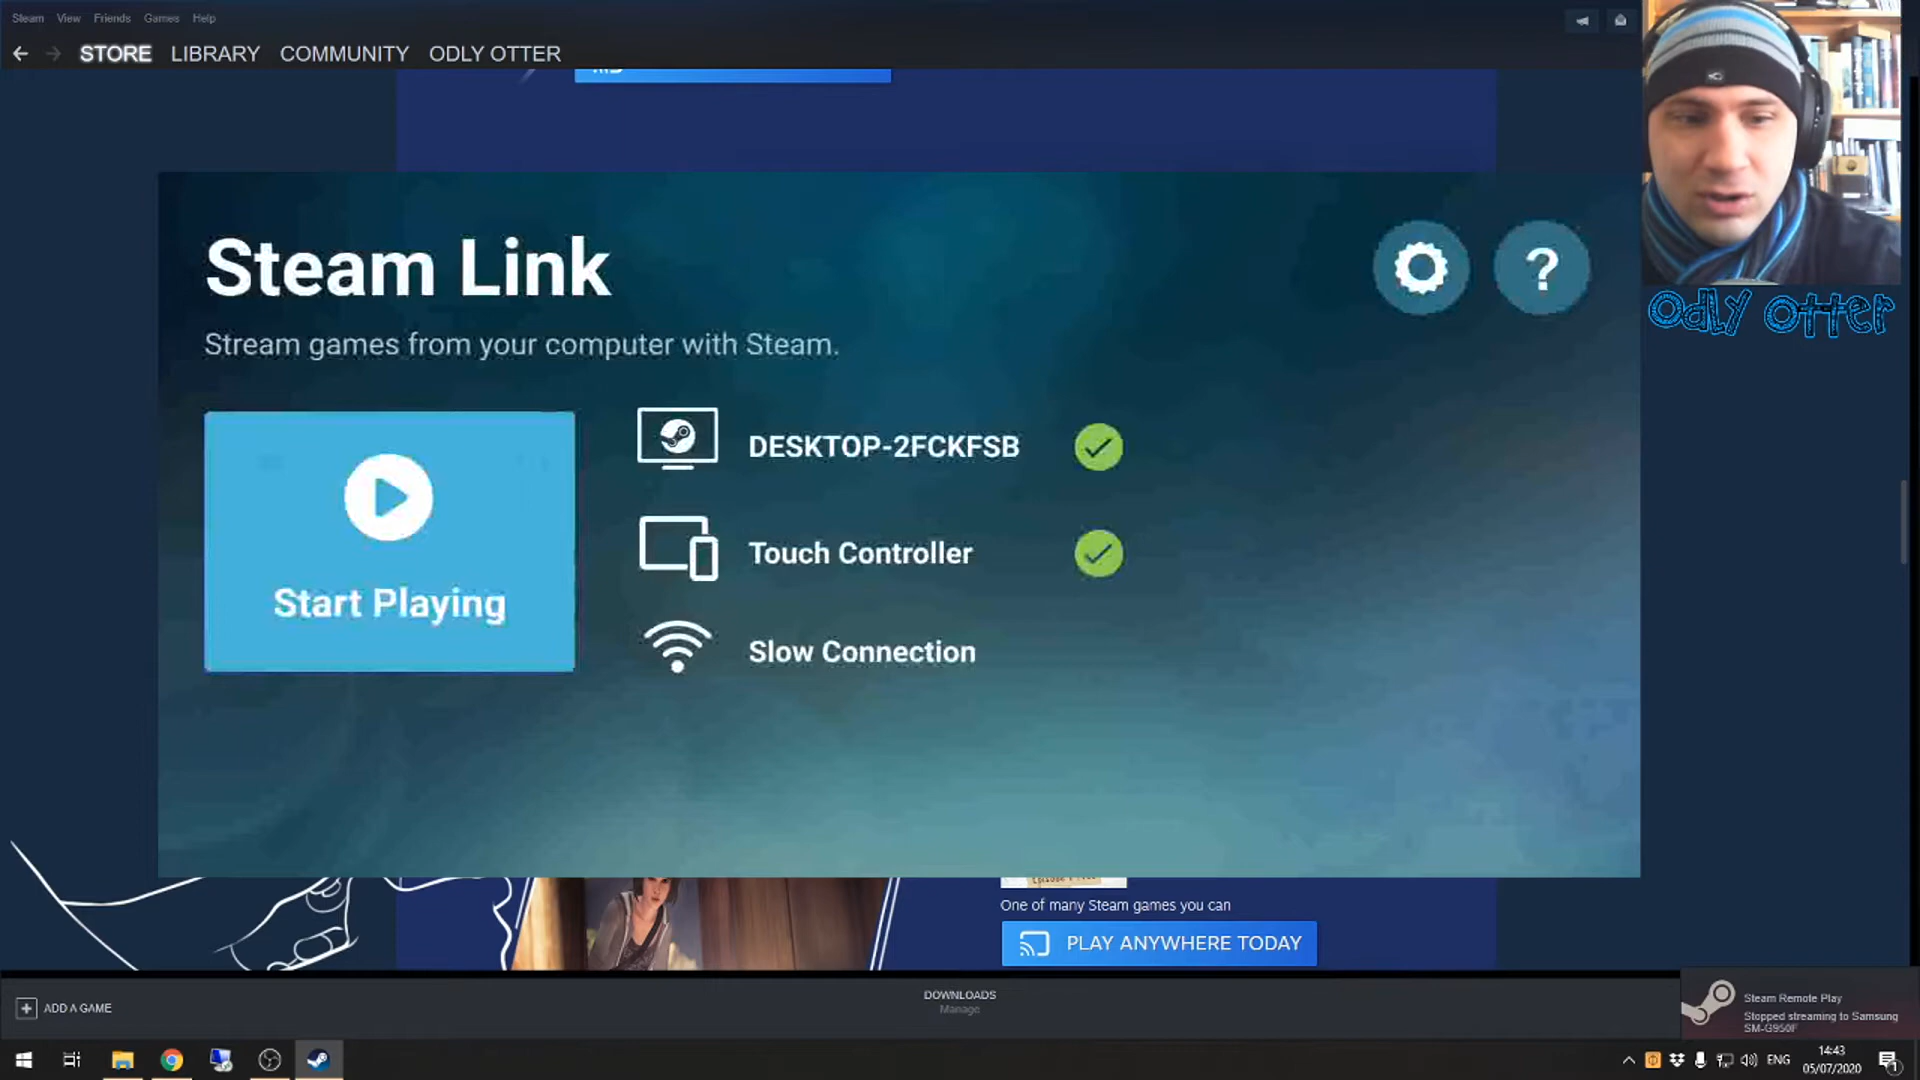 Steam View Friends Games Help
STORE LIBRARY COMMUNITY ODLY OTTER
Odly Otter
Steam Link
Stream games from your computer with Steam.
Start Playing
DESKTOP-2FCKFSB
Touch Controller
Slow Connection
One of many Steam games you can
PLAY ANYWHERE TODAY
ADD A GAME
DOWNLOADS
Manage
Steam Remote Play
Stopped streaming to Samsung
SM-G950F
ENG
14:43
05/07/2020
1